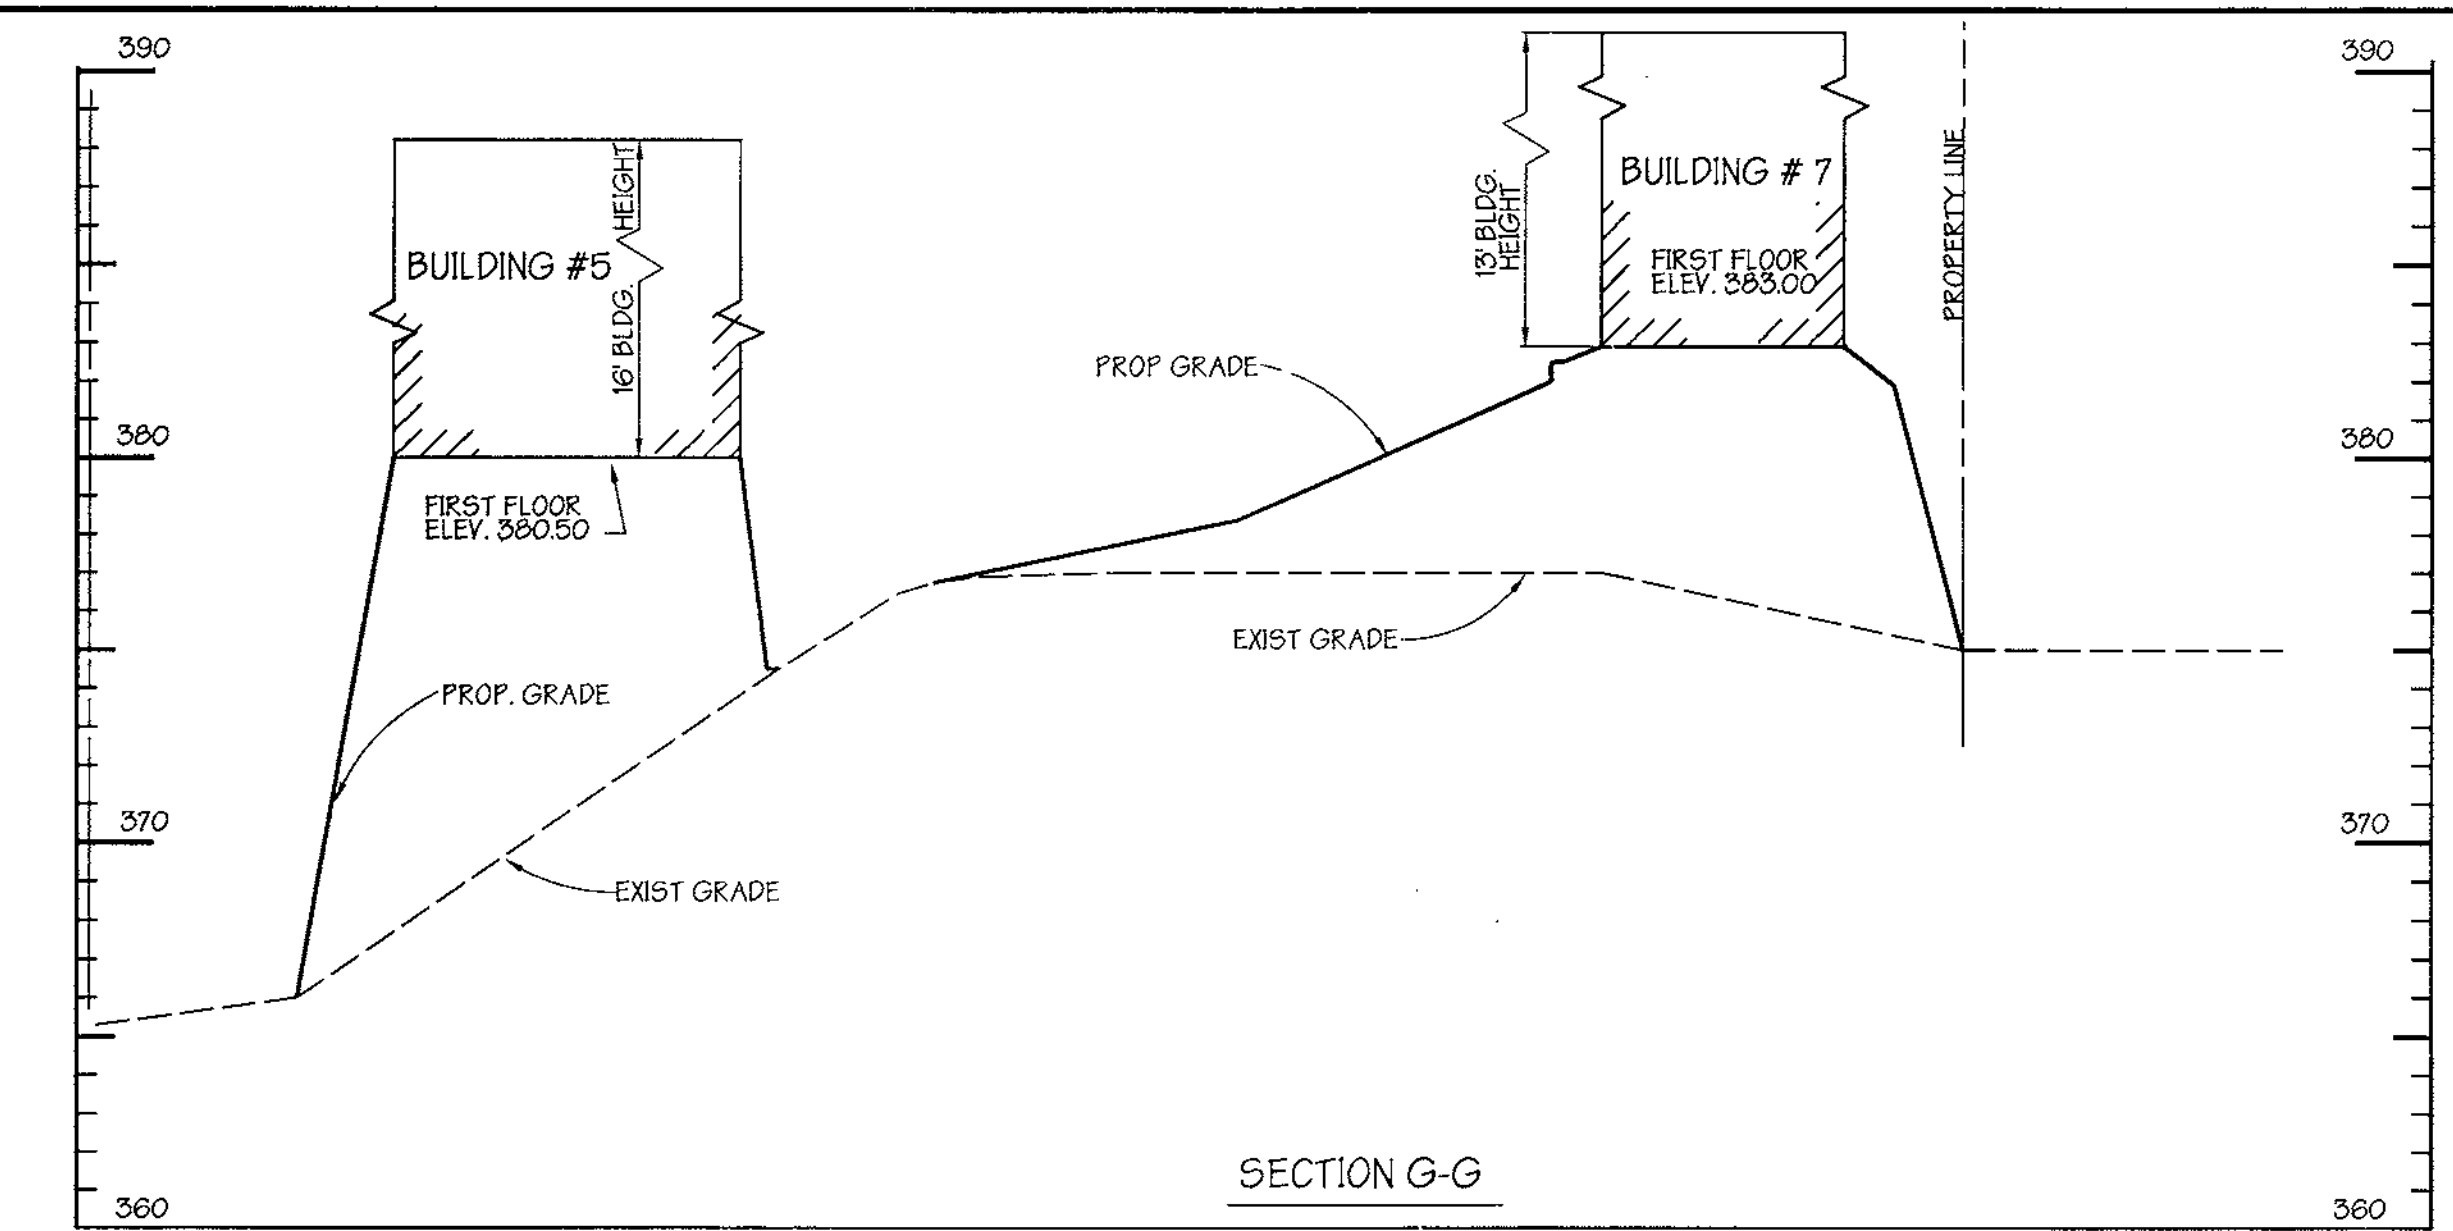 390
390
PROPERTY LINE
BUILDING # 7
13' BLDG.
HEIGHT
FIRST FLOOR
ELEV. 383.00
BUILDING #5
16' BLDG. HEIGHT
PROP GRADE
380
380
FIRST FLOOR
ELEV. 380.50
EXIST GRADE
PROP. GRADE
370
370
EXIST GRADE
SECTION G-G
360
360